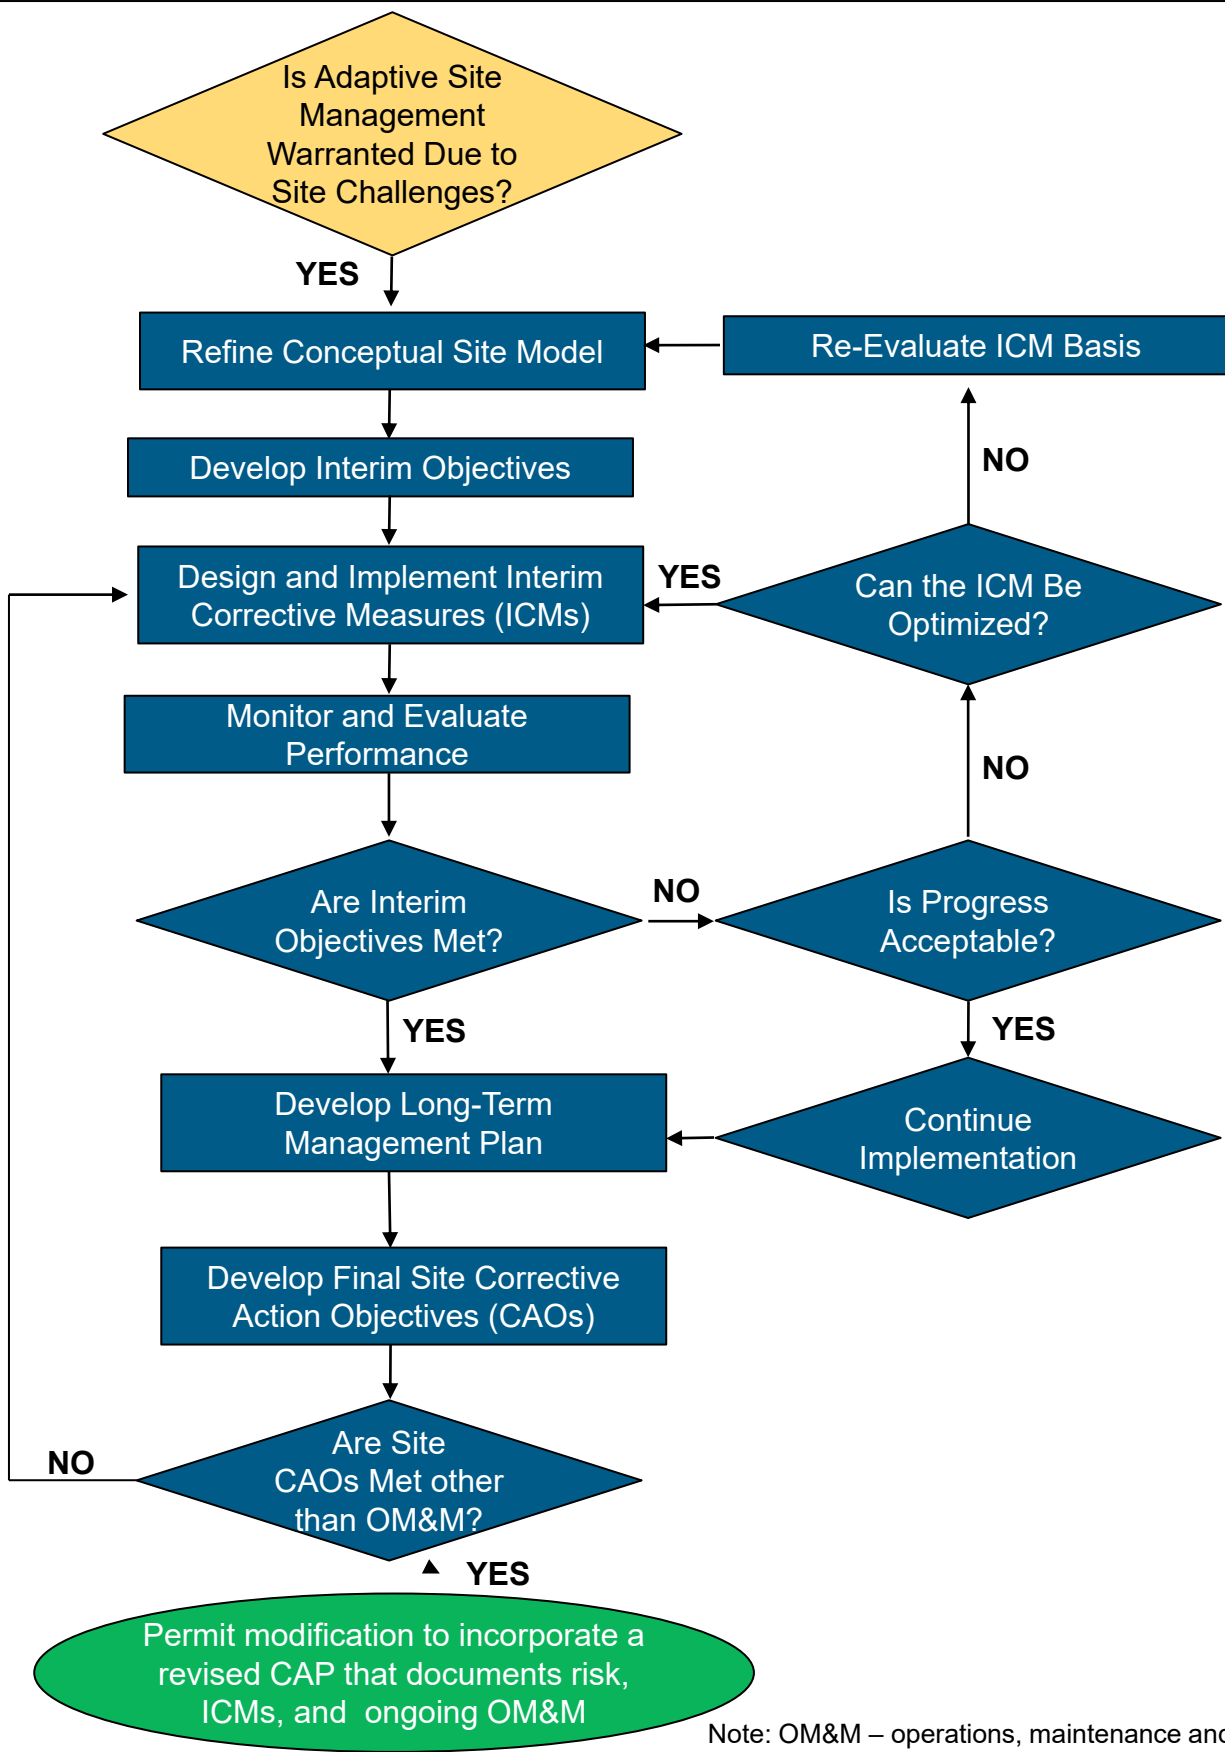 Is Adaptive Site
Management
Warranted Due to
Site Challenges?
YES
Refine Conceptual Site Model
Re-Evaluate ICM Basis
NO
Develop Interim Objectives
Design and Implement Interim
Corrective Measures (ICMs)
YES
Can the ICM Be
Optimized?
Monitor and Evaluate
Performance
NO
Are Interim
Objectives Met?
NO
Is Progress
Acceptable?
YES
YES
Develop Long-Term
Management Plan
Continue
Implementation
Develop Final Site Corrective
Action Objectives (CAOs)
Are Site
CAOs Met other
than OM&M?
NO
YES
Permit modification to incorporate a
revised CAP that documents risk,
ICMs, and ongoing OM&M
Note: OM&M – operations, maintenance and